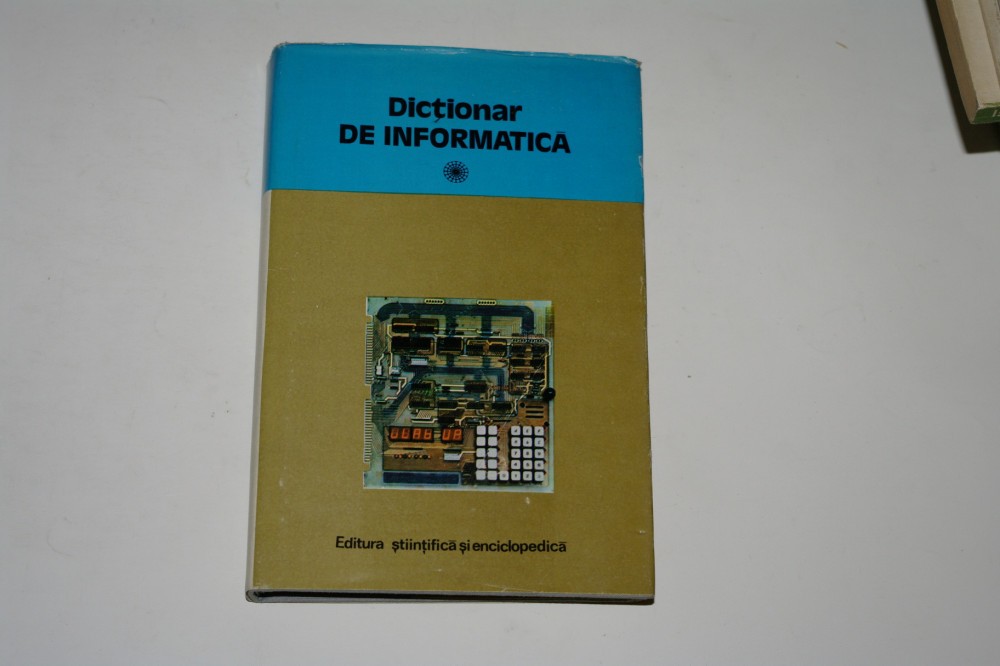 Dicționar
DE INFORMATICĂ
Editura științifică și enciclopedică